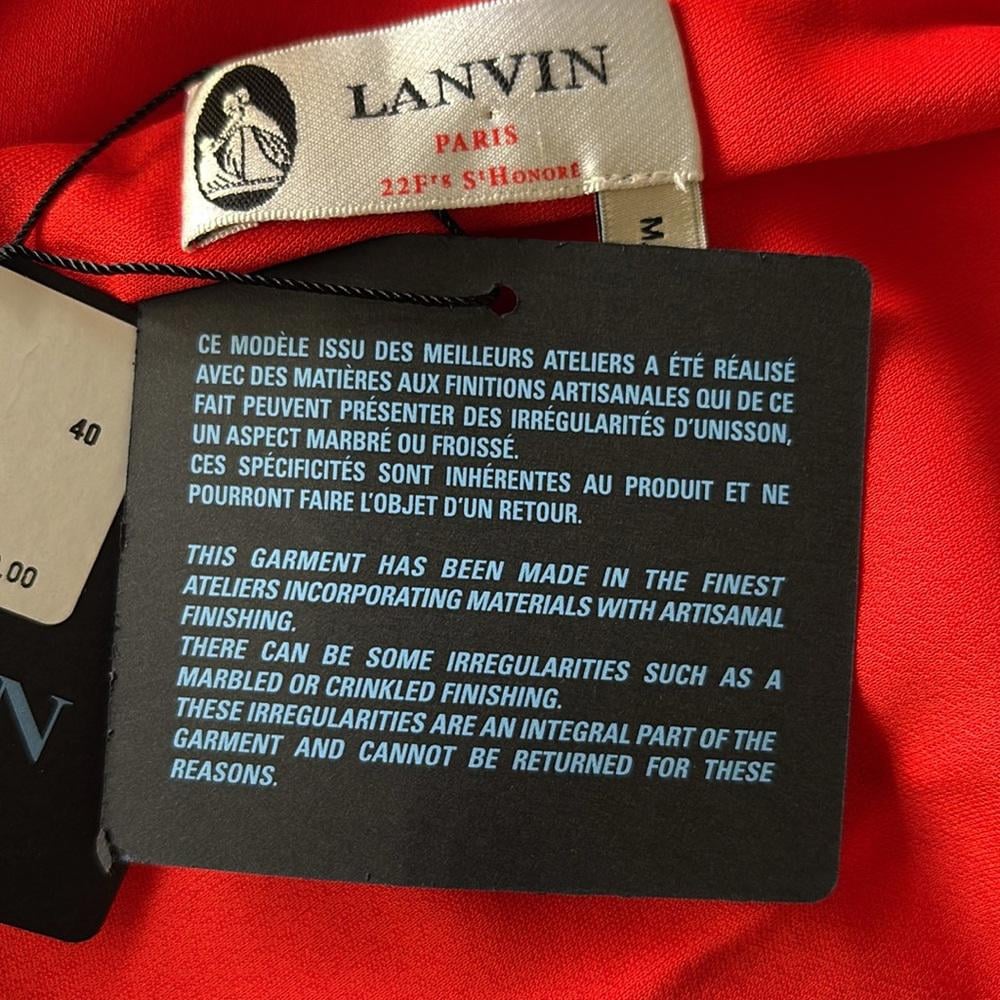 LANVIN
PARIS
22Frs St HONORÉ
M
40
.00
CE MODÈLE ISSU DES MEILLEURS ATELIERS A ÉTÉ RÉALISÉ
AVEC DES MATIÈRES AUX FINITIONS ARTISANALES QUI DE CE
FAIT PEUVENT PRÉSENTER DES IRRÉGULARITÉS D'UNISSON,
UN ASPECT MARBRÉ OU FROISSÉ.
CES SPÉCIFICITÉS SONT INHÉRENTES AU PRODUIT ET NE
POURRONT FAIRE L'OBJET D'UN RETOUR.
THIS GARMENT HAS BEEN MADE IN THE FINEST
ATELIERS INCORPORATING MATERIALS WITH ARTISANAL
FINISHING.
THERE CAN BE SOME IRREGULARITIES SUCH AS A
MARBLED OR CRINKLED FINISHING.
THESE IRREGULARITIES ARE AN INTEGRAL PART OF THE
GARMENT AND CANNOT BE RETURNED FOR THESE
REASONS.